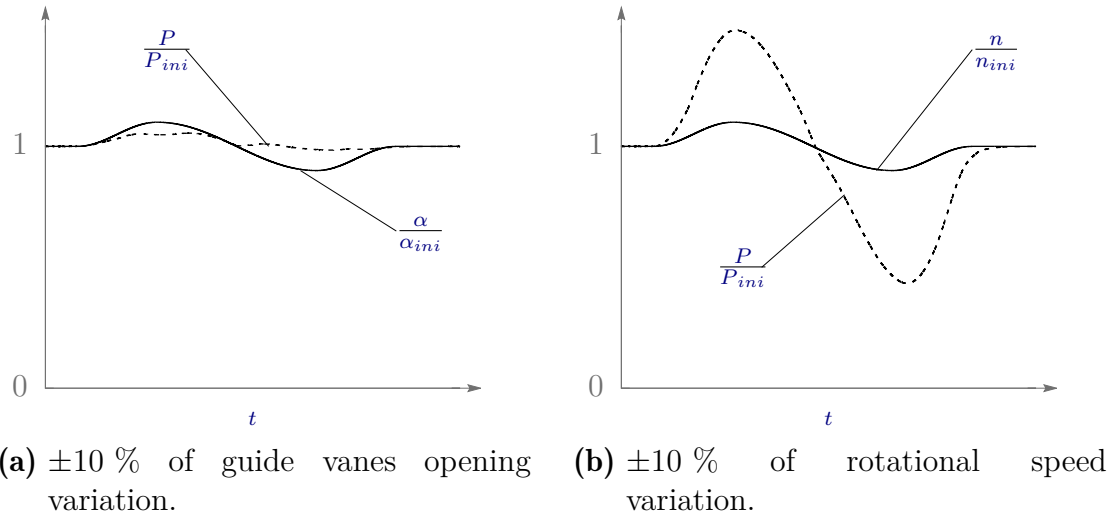 P
P_ini
1
α
α_ini
0
t
n
n_ini
1
P
P_ini
0
t
(a) ±10 % of guide vanes opening
variation.
(b) ±10 % of rotational speed
variation.